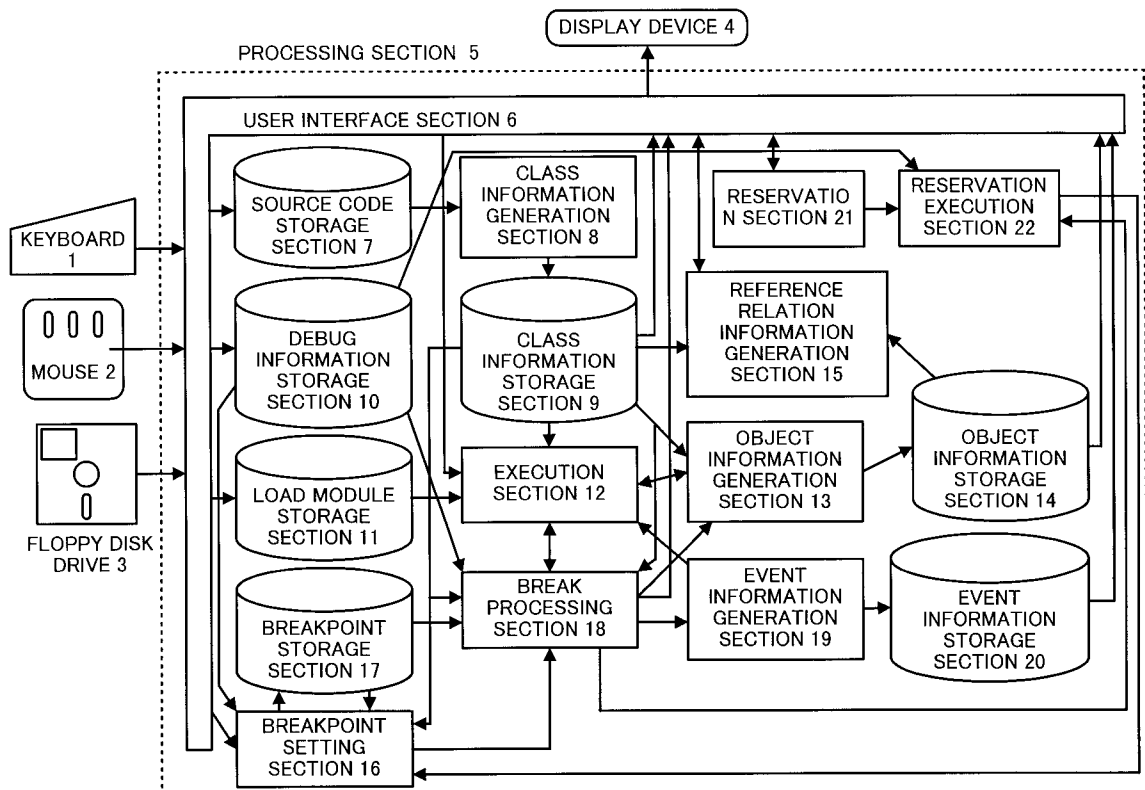 DISPLAY DEVICE 4
PROCESSING SECTION 5
USER INTERFACE SECTION 6
KEYBOARD
1
MOUSE 2
FLOPPY DISK
DRIVE 3
SOURCE CODE
STORAGE
SECTION 7
CLASS
INFORMATION
GENERATION
SECTION 8
RESERVATIO
N SECTION 21
RESERVATION
EXECUTION
SECTION 22
DEBUG
INFORMATION
STORAGE
SECTION 10
CLASS
INFORMATION
STORAGE
SECTION 9
REFERENCE
RELATION
INFORMATION
GENERATION
SECTION 15
LOAD MODULE
STORAGE
SECTION 11
EXECUTION
SECTION 12
OBJECT
INFORMATION
GENERATION
SECTION 13
OBJECT
INFORMATION
STORAGE
SECTION 14
BREAKPOINT
STORAGE
SECTION 17
BREAK
PROCESSING
SECTION 18
EVENT
INFORMATION
GENERATION
SECTION 19
EVENT
INFORMATION
STORAGE
SECTION 20
BREAKPOINT
SETTING
SECTION 16